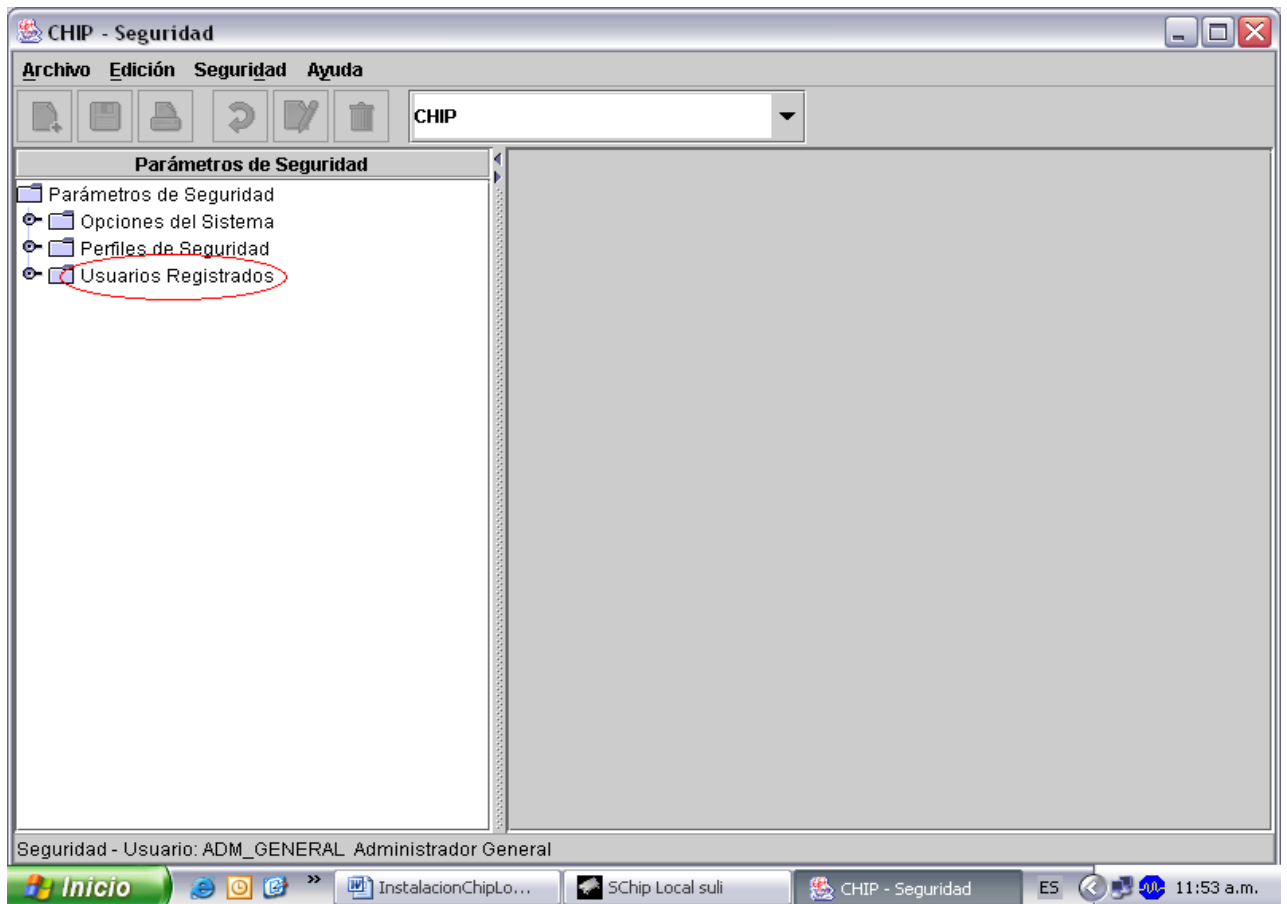 CHIP - Seguridad
Archivo Edición Seguridad Ayuda
CHIP
Parámetros de Seguridad
Parámetros de Seguridad
Opciones del Sistema
Perfiles de Seguridad
Usuarios Registrados
Seguridad - Usuario: ADM_GENERAL Administrador General
Inicio » InstalacionChipLo... SChip Local suli CHIP - Seguridad ES 11:53 a.m.